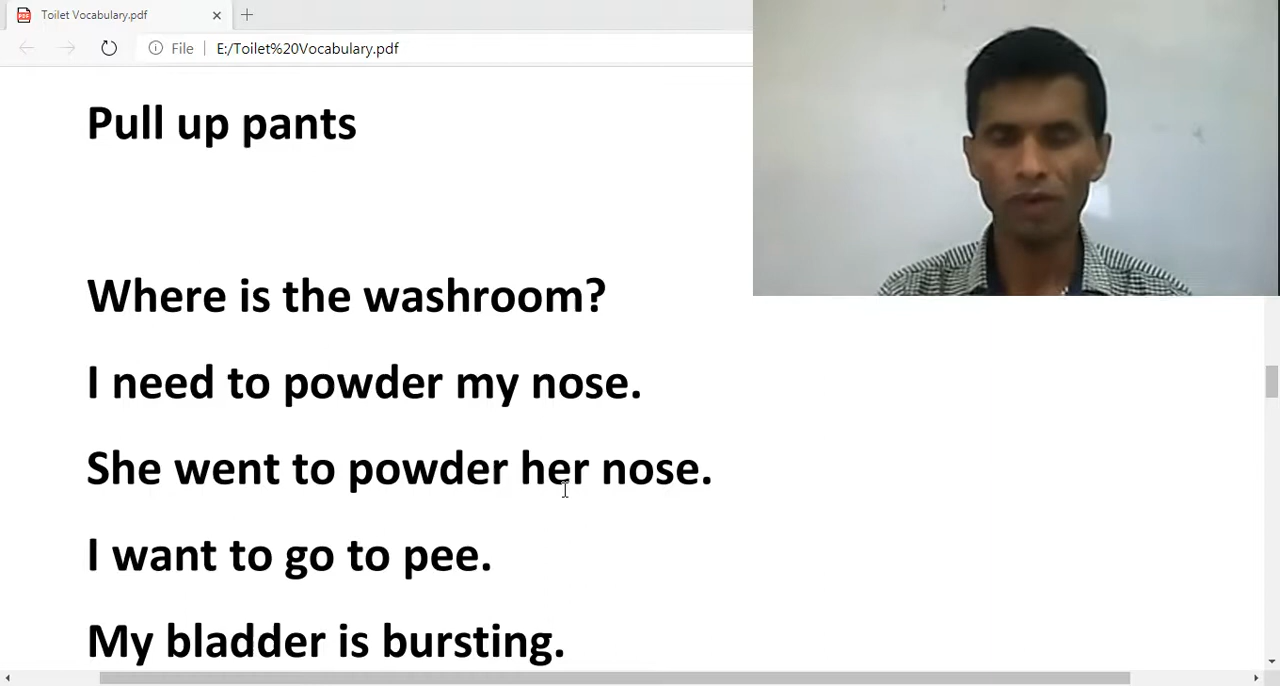 Toilet Vocabulary.pdf
File E:/Toilet%20Vocabulary.pdf
Pull up pants
Where is the washroom?
I need to powder my nose.
She went to powder her nose.
I want to go to pee.
My bladder is bursting.